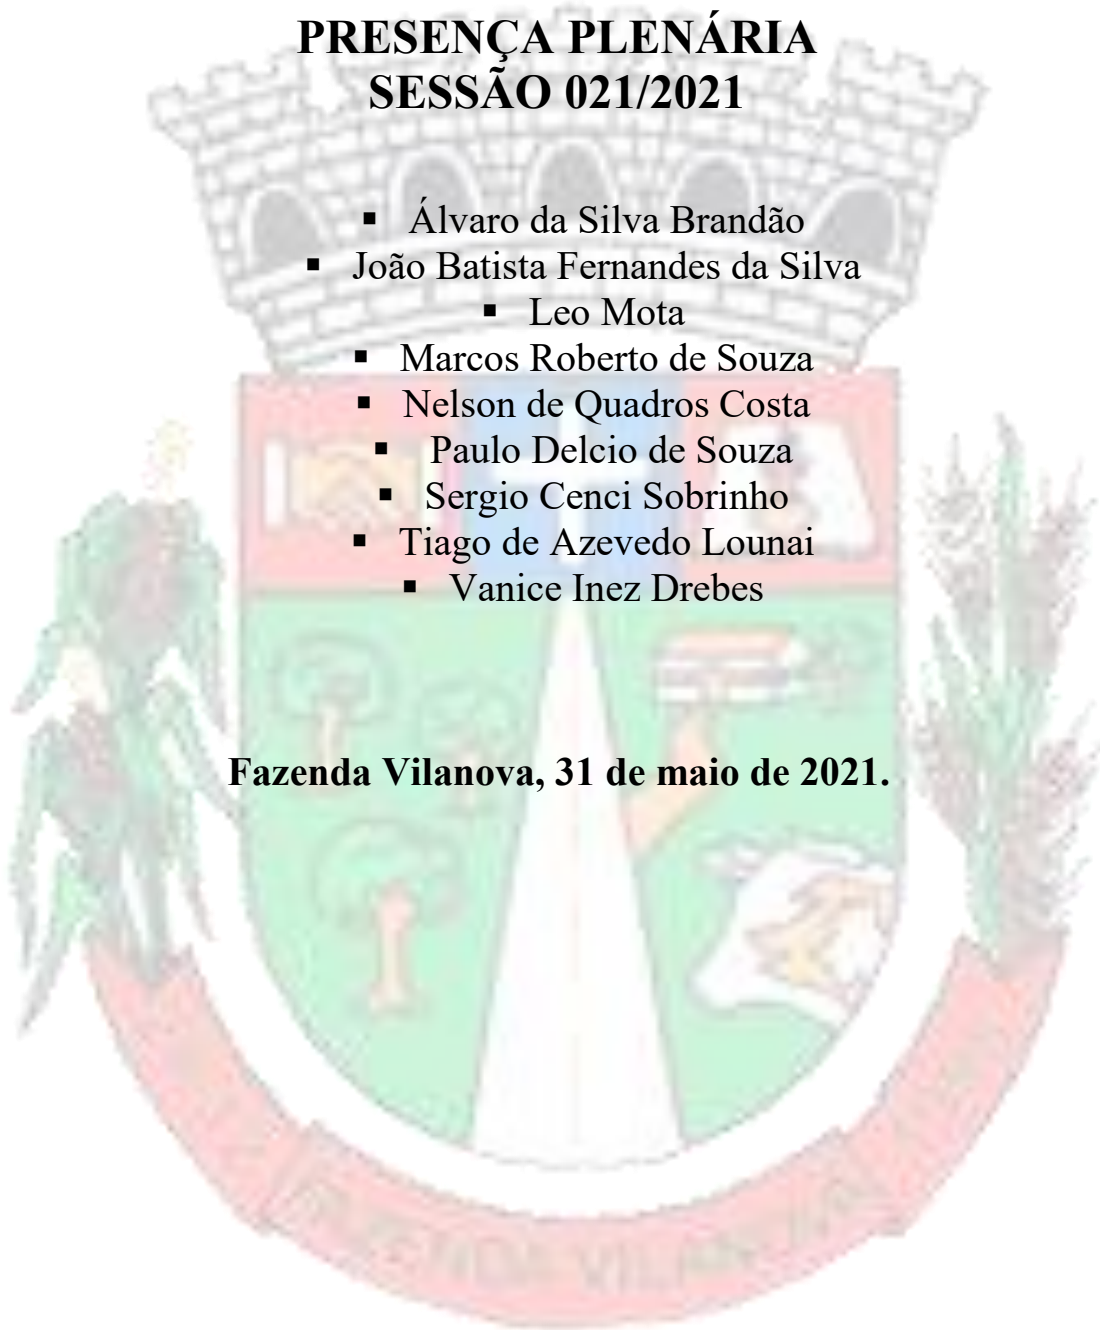 PRESENÇA PLENÁRIA
SESSÃO 021/2021
▪ Álvaro da Silva Brandão
▪ João Batista Fernandes da Silva
▪ Leo Mota
▪ Marcos Roberto de Souza
▪ Nelson de Quadros Costa
▪ Paulo Delcio de Souza
▪ Sergio Cenci Sobrinho
▪ Tiago de Azevedo Lounai
▪ Vanice Inez Drebes
Fazenda Vilanova, 31 de maio de 2021.
FAZENDA VILANOVA